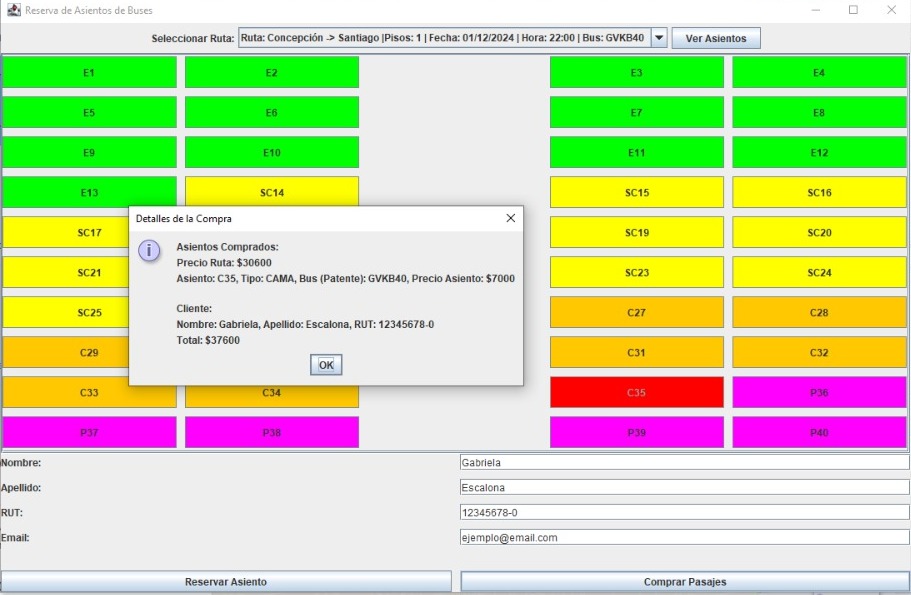 Reserva de Asientos de Buses
Seleccionar Ruta: Ruta: Concepción -> Santiago |Pisos: 1 | Fecha: 01/12/2024 | Hora: 22:00 | Bus: GVKB40 Ver Asientos
E1 E2 E3 E4
E5 E6 E7 E8
E9 E10 E11 E12
E13 SC14 SC15 SC16
SC17 SC19 SC20
SC21 SC23 SC24
SC25 C27 C28
C29 C31 C32
C33 C34 C35 P36
P37 P38 P39 P40
Detalles de la Compra
Asientos Comprados:
Precio Ruta: $30600
Asiento: C35, Tipo: CAMA, Bus (Patente): GVKB40, Precio Asiento: $7000
Cliente:
Nombre: Gabriela, Apellido: Escalona, RUT: 12345678-0
Total: $37600
OK
Nombre: Gabriela
Apellido: Escalona
RUT: 12345678-0
Email: ejemplo@email.com
Reservar Asiento Comprar Pasajes